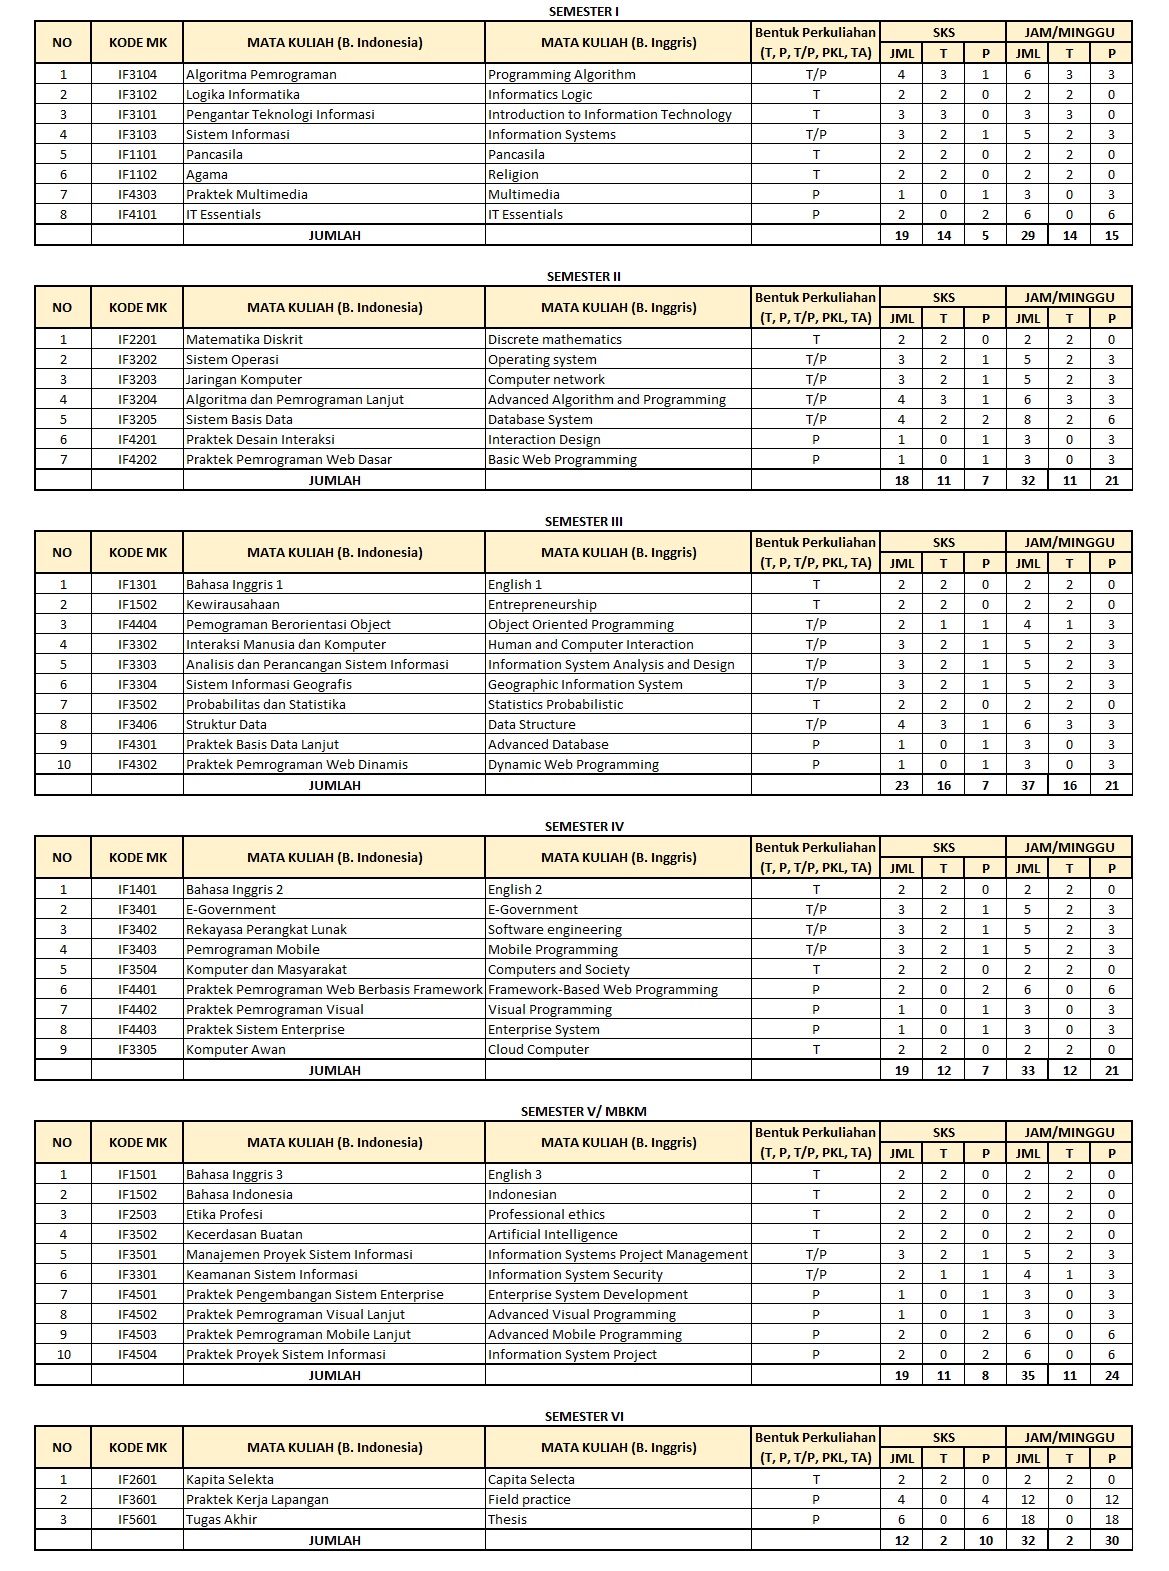 SEMESTER I
NO KODE MK MATA KULIAH (B. Indonesia) MATA KULIAH (B. Inggris) Bentuk Perkuliahan (T, P, T/P, PKL, TA) SKS JAM/MINGGU
JML T P JML T P
1 IF3104 Algoritma Pemrograman Programming Algorithm T/P 4 3 1 6 3 3
2 IF3102 Logika Informatika Informatics Logic T 2 2 0 2 2 0
3 IF3101 Pengantar Teknologi Informasi Introduction to Information Technology T 3 3 0 3 3 0
4 IF3103 Sistem Informasi Information Systems T/P 3 2 1 5 2 3
5 IF1101 Pancasila Pancasila T 2 2 0 2 2 0
6 IF1102 Agama Religion T 2 2 0 2 2 0
7 IF4303 Praktek Multimedia Multimedia P 1 0 1 3 0 3
8 IF4101 IT Essentials IT Essentials P 2 0 2 6 0 6
JUMLAH 19 14 5 29 14 15
SEMESTER II
NO KODE MK MATA KULIAH (B. Indonesia) MATA KULIAH (B. Inggris) Bentuk Perkuliahan (T, P, T/P, PKL, TA) SKS JAM/MINGGU
JML T P JML T P
1 IF2201 Matematika Diskrit Discrete mathematics T 2 2 0 2 2 0
2 IF3202 Sistem Operasi Operating system T/P 3 2 1 5 2 3
3 IF3203 Jaringan Komputer Computer network T/P 3 2 1 5 2 3
4 IF3204 Algoritma dan Pemrograman Lanjut Advanced Algorithm and Programming T/P 4 3 1 6 3 3
5 IF3205 Sistem Basis Data Database System T/P 4 2 2 8 2 6
6 IF4201 Praktek Desain Interaksi Interaction Design P 1 0 1 3 0 3
7 IF4202 Praktek Pemrograman Web Dasar Basic Web Programming P 1 0 1 3 0 3
JUMLAH 18 11 7 32 11 21
SEMESTER III
NO KODE MK MATA KULIAH (B. Indonesia) MATA KULIAH (B. Inggris) Bentuk Perkuliahan (T, P, T/P, PKL, TA) SKS JAM/MINGGU
JML T P JML T P
1 IF1301 Bahasa Inggris 1 English 1 T 2 2 0 2 2 0
2 IF1502 Kewirausahaan Entrepreneurship T 2 2 0 2 2 0
3 IF4404 Pemograman Berorientasi Object Object Oriented Programming T/P 2 1 1 4 1 3
4 IF3302 Interaksi Manusia dan Komputer Human and Computer Interaction T/P 3 2 1 5 2 3
5 IF3303 Analisis dan Perancangan Sistem Informasi Information System Analysis and Design T/P 3 2 1 5 2 3
6 IF3304 Sistem Informasi Geografis Geographic Information System T/P 3 2 1 5 2 3
7 IF3502 Probabilitas dan Statistika Statistics Probabilistic T 2 2 0 2 2 0
8 IF3406 Struktur Data Data Structure T/P 4 3 1 6 3 3
9 IF4301 Praktek Basis Data Lanjut Advanced Database P 1 0 1 3 0 3
10 IF4302 Praktek Pemrograman Web Dinamis Dynamic Web Programming P 1 0 1 3 0 3
JUMLAH 23 16 7 37 16 21
SEMESTER IV
NO KODE MK MATA KULIAH (B. Indonesia) MATA KULIAH (B. Inggris) Bentuk Perkuliahan (T, P, T/P, PKL, TA) SKS JAM/MINGGU
JML T P JML T P
1 IF1401 Bahasa Inggris 2 English 2 T 2 2 0 2 2 0
2 IF3401 E-Government E-Government T/P 3 2 1 5 2 3
3 IF3402 Rekayasa Perangkat Lunak Software engineering T/P 3 2 1 5 2 3
4 IF3403 Pemrograman Mobile Mobile Programming T/P 3 2 1 5 2 3
5 IF3504 Komputer dan Masyarakat Computers and Society T 2 2 0 2 2 0
6 IF4401 Praktek Pemrograman Web Berbasis Framework Framework-Based Web Programming P 2 0 2 6 0 6
7 IF4402 Praktek Pemrograman Visual Visual Programming P 1 0 1 3 0 3
8 IF4403 Praktek Sistem Enterprise Enterprise System P 1 0 1 3 0 3
9 IF3305 Komputer Awan Cloud Computer T 2 2 0 2 2 0
JUMLAH 19 12 7 33 12 21
SEMESTER V/ MBKM
NO KODE MK MATA KULIAH (B. Indonesia) MATA KULIAH (B. Inggris) Bentuk Perkuliahan (T, P, T/P, PKL, TA) SKS JAM/MINGGU
JML T P JML T P
1 IF1501 Bahasa Inggris 3 English 3 T 2 2 0 2 2 0
2 IF1502 Bahasa Indonesia Indonesian T 2 2 0 2 2 0
3 IF2503 Etika Profesi Professional ethics T 2 2 0 2 2 0
4 IF3502 Kecerdasan Buatan Artificial Intelligence T 2 2 0 2 2 0
5 IF3501 Manajemen Proyek Sistem Informasi Information Systems Project Management T/P 3 2 1 5 2 3
6 IF3301 Keamanan Sistem Informasi Information System Security T/P 2 1 1 4 1 3
7 IF4501 Praktek Pengembangan Sistem Enterprise Enterprise System Development P 1 0 1 3 0 3
8 IF4502 Praktek Pemrograman Visual Lanjut Advanced Visual Programming P 1 0 1 3 0 3
9 IF4503 Praktek Pemrograman Mobile Lanjut Advanced Mobile Programming P 2 0 2 6 0 6
10 IF4504 Praktek Proyek Sistem Informasi Information System Project P 2 0 2 6 0 6
JUMLAH 19 11 8 35 11 24
SEMESTER VI
NO KODE MK MATA KULIAH (B. Indonesia) MATA KULIAH (B. Inggris) Bentuk Perkuliahan (T, P, T/P, PKL, TA) SKS JAM/MINGGU
JML T P JML T P
1 IF2601 Kapita Selekta Capita Selecta T 2 2 0 2 2 0
2 IF3601 Praktek Kerja Lapangan Field practice P 4 0 4 12 0 12
3 IF5601 Tugas Akhir Thesis P 6 0 6 18 0 18
JUMLAH 12 2 10 32 2 30